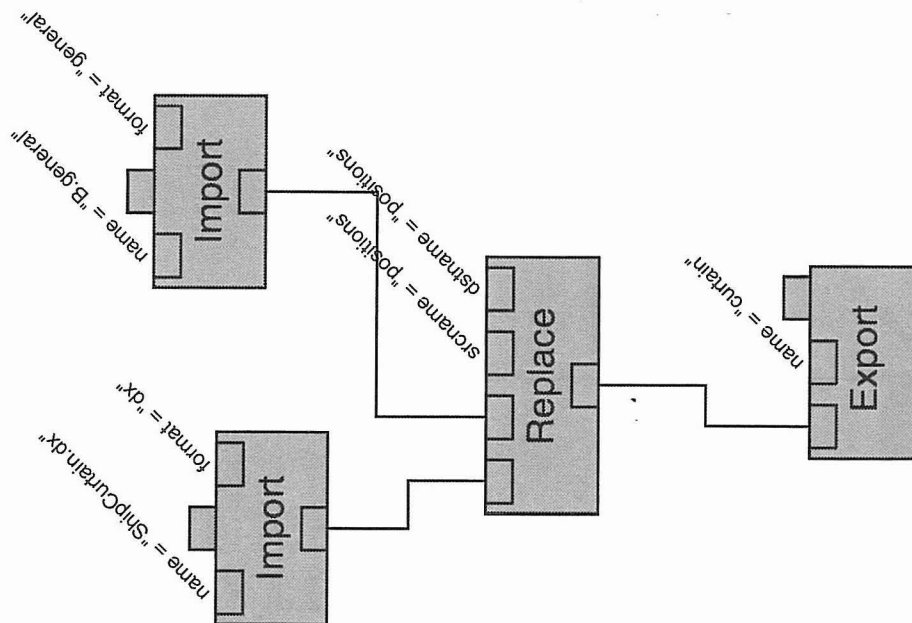 name = "ShipCurtain.dx"
format = "dx"
Import
name = "B.general"
format = "general"
Import
srcname = "positions"
dstname = "positions"
Replace
name = "curtain"
Export